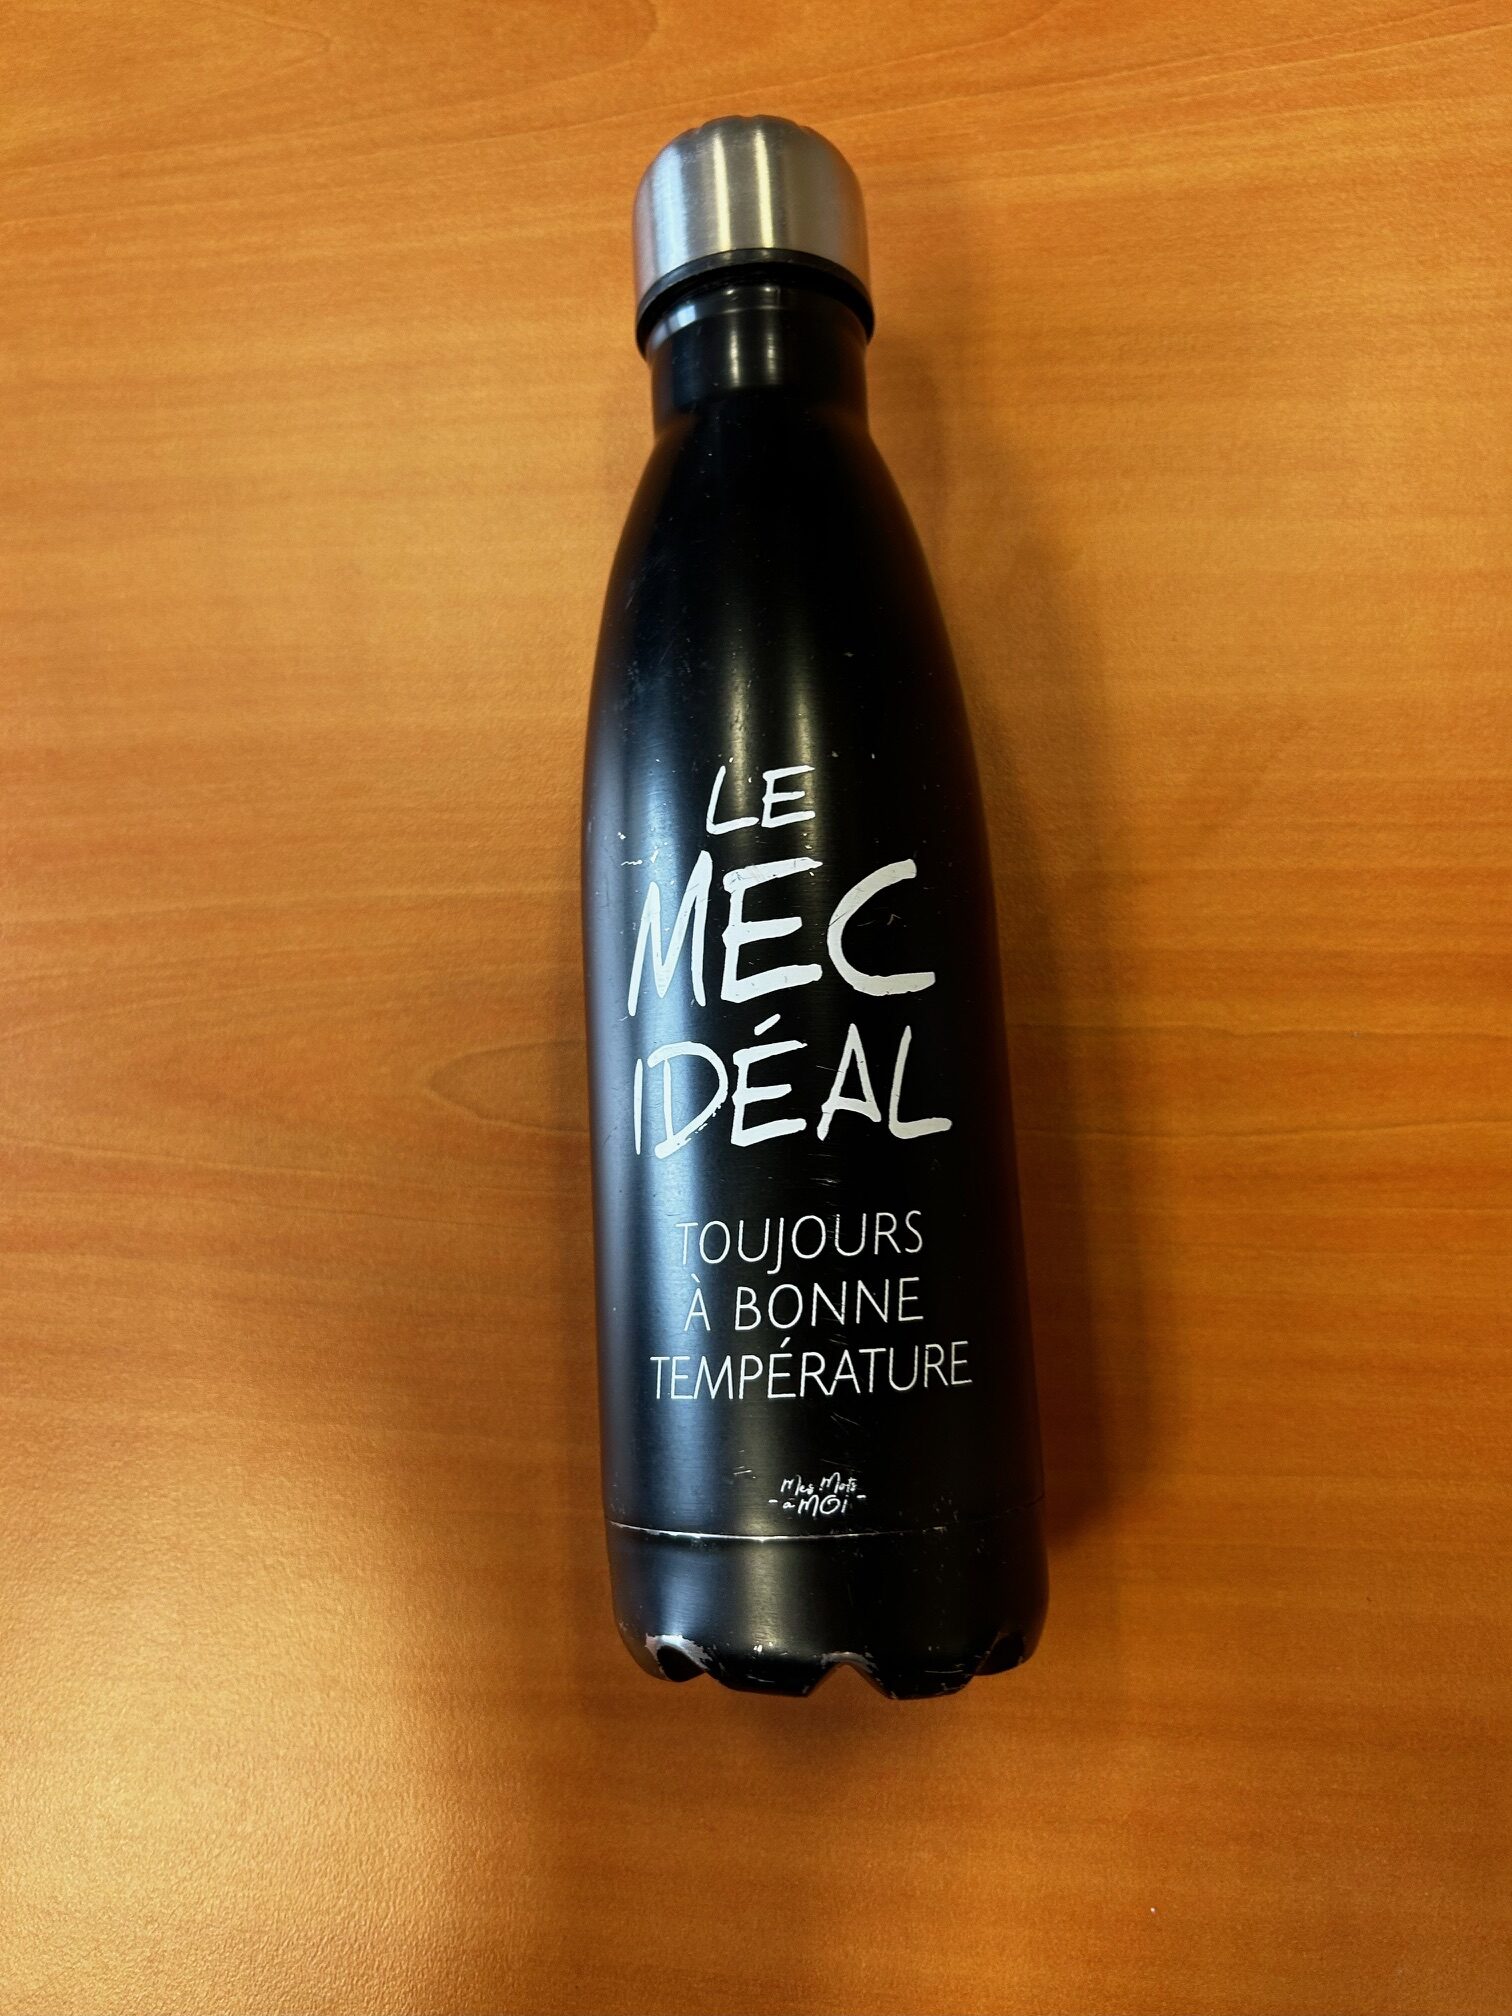 LE
MEC
IDÉAL
TOUJOURS
À BONNE
TEMPÉRATURE
Mes Mots
- à MOi -